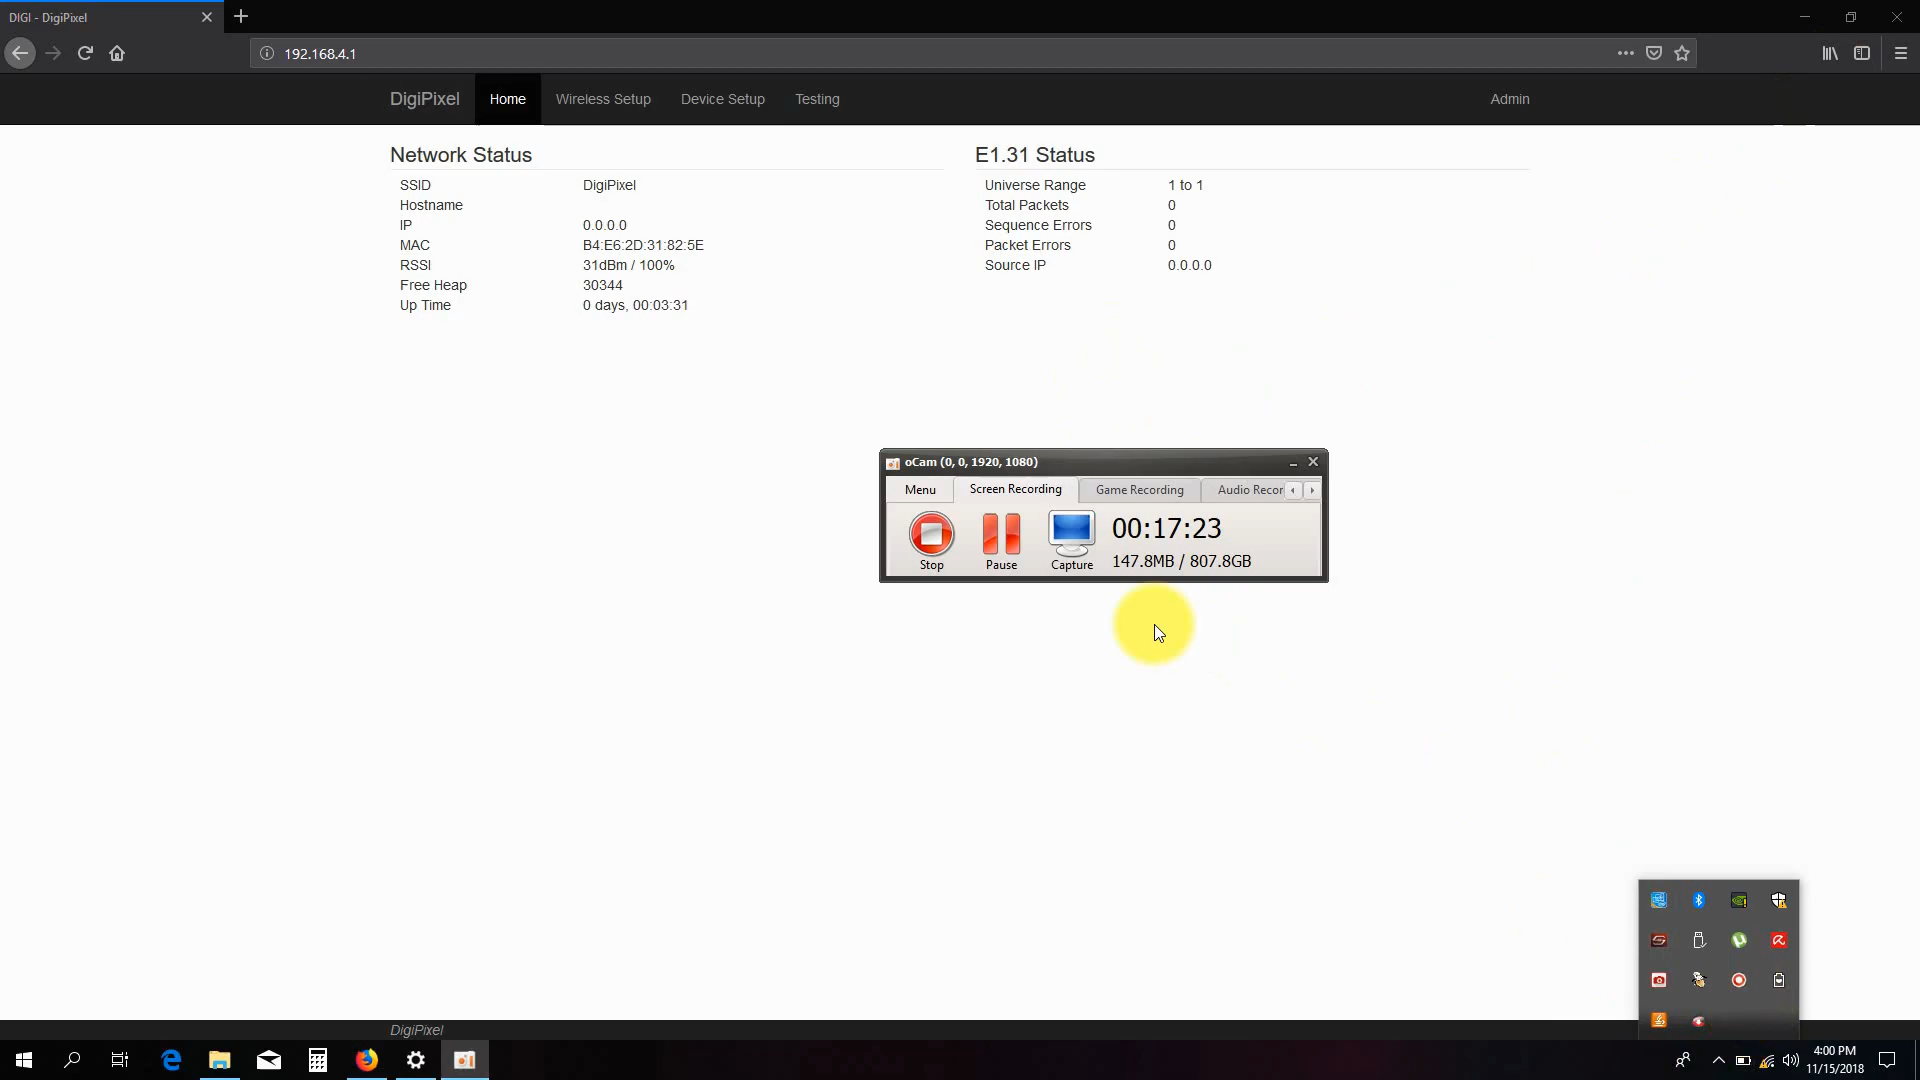 DIGI - DigiPixel
192.168.4.1
DigiPixel Home Wireless Setup Device Setup Testing Admin
Network Status
SSID DigiPixel
Hostname
IP 0.0.0.0
MAC B4:E6:2D:31:82:5E
RSSI 31dBm / 100%
Free Heap 30344
Up Time 0 days, 00:03:31
E1.31 Status
Universe Range 1 to 1
Total Packets 0
Sequence Errors 0
Packet Errors 0
Source IP 0.0.0.0
oCam (0, 0, 1920, 1080)
Menu Screen Recording Game Recording Audio Recor
00:17:23
147.8MB / 807.8GB
Stop Pause Capture
DigiPixel
4:00 PM
11/15/2018